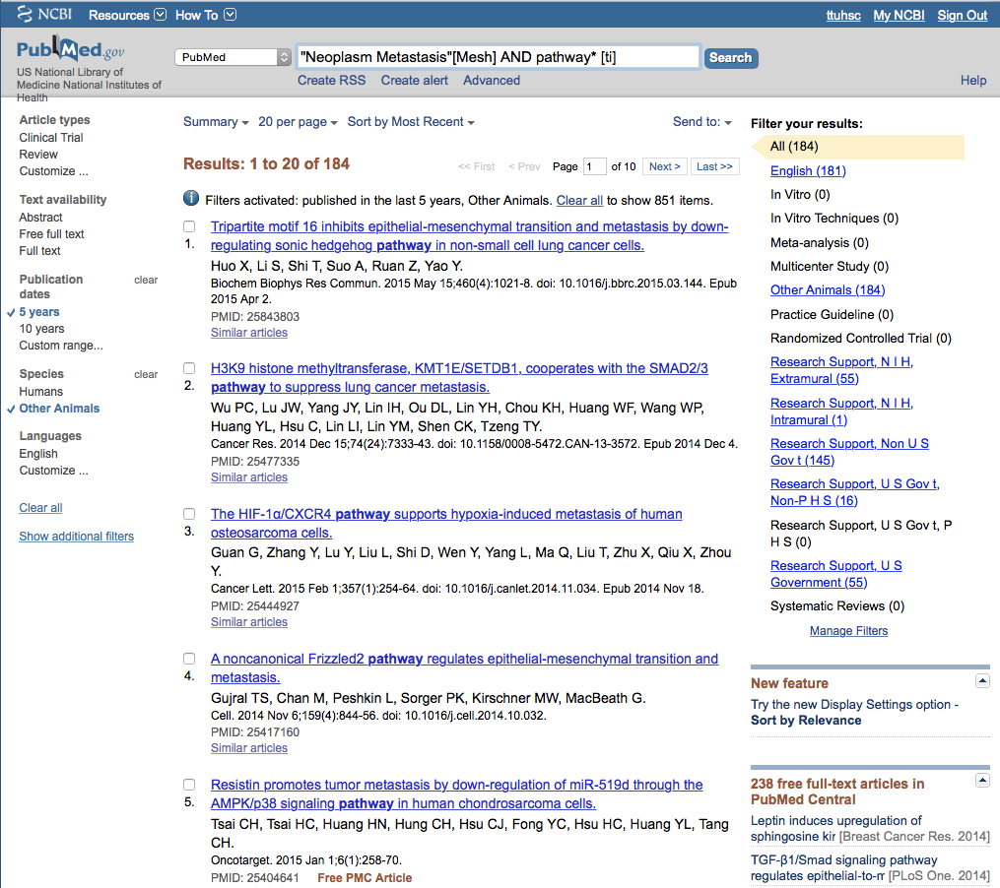 NCBI Resources How To ttuhsc My NCBI Sign Out
PubMed.gov
US National Library of
Medicine National Institutes of
Health
PubMed
"Neoplasm Metastasis"[Mesh] AND pathway* [ti]
Search
Create RSS Create alert Advanced
Help
Article types
Clinical Trial
Review
Customize ...
Text availability
Abstract
Free full text
Full text
Publication
dates
clear
5 years
10 years
Custom range...
Species
clear
Humans
Other Animals
Languages
English
Customize ...
Clear all
Show additional filters
Summary 20 per page Sort by Most Recent Send to:
Results: 1 to 20 of 184
<< First < Prev Page 1 of 10 Next > Last >>
Filters activated: published in the last 5 years, Other Animals. Clear all to show 851 items.
1.
Tripartite motif 16 inhibits epithelial-mesenchymal transition and metastasis by down-
regulating sonic hedgehog pathway in non-small cell lung cancer cells.
Huo X, Li S, Shi T, Suo A, Ruan Z, Yao Y.
Biochem Biophys Res Commun. 2015 May 15;460(4):1021-8. doi: 10.1016/j.bbrc.2015.03.144. Epub
2015 Apr 2.
PMID: 25843803
Similar articles
2.
H3K9 histone methyltransferase, KMT1E/SETDB1, cooperates with the SMAD2/3
pathway to suppress lung cancer metastasis.
Wu PC, Lu JW, Yang JY, Lin IH, Ou DL, Lin YH, Chou KH, Huang WF, Wang WP,
Huang YL, Hsu C, Lin LI, Lin YM, Shen CK, Tzeng TY.
Cancer Res. 2014 Dec 15;74(24):7333-43. doi: 10.1158/0008-5472.CAN-13-3572. Epub 2014 Dec 4.
PMID: 25477335
Similar articles
3.
The HIF-1α/CXCR4 pathway supports hypoxia-induced metastasis of human
osteosarcoma cells.
Guan G, Zhang Y, Lu Y, Liu L, Shi D, Wen Y, Yang L, Ma Q, Liu T, Zhu X, Qiu X, Zhou
Y.
Cancer Lett. 2015 Feb 1;357(1):254-64. doi: 10.1016/j.canlet.2014.11.034. Epub 2014 Nov 18.
PMID: 25444927
Similar articles
4.
A noncanonical Frizzled2 pathway regulates epithelial-mesenchymal transition and
metastasis.
Gujral TS, Chan M, Peshkin L, Sorger PK, Kirschner MW, MacBeath G.
Cell. 2014 Nov 6;159(4):844-56. doi: 10.1016/j.cell.2014.10.032.
PMID: 25417160
Similar articles
5.
Resistin promotes tumor metastasis by down-regulation of miR-519d through the
AMPK/p38 signaling pathway in human chondrosarcoma cells.
Tsai CH, Tsai HC, Huang HN, Hung CH, Hsu CJ, Fong YC, Hsu HC, Huang YL, Tang
CH.
Oncotarget. 2015 Jan 1;6(1):258-70.
PMID: 25404641 Free PMC Article
Filter your results:
All (184)
English (181)
In Vitro (0)
In Vitro Techniques (0)
Meta-analysis (0)
Multicenter Study (0)
Other Animals (184)
Practice Guideline (0)
Randomized Controlled Trial (0)
Research Support, N I H,
Extramural (55)
Research Support, N I H,
Intramural (1)
Research Support, Non U S
Gov t (145)
Research Support, U S Gov t,
Non-P H S (16)
Research Support, U S Gov t, P
H S (0)
Research Support, U S
Government (55)
Systematic Reviews (0)
Manage Filters
New feature
Try the new Display Settings option -
Sort by Relevance
238 free full-text articles in
PubMed Central
Leptin induces upregulation of
sphingosine kir [Breast Cancer Res. 2014]
TGF-β1/Smad signaling pathway
regulates epithelial-to-m [PLoS One. 2014]